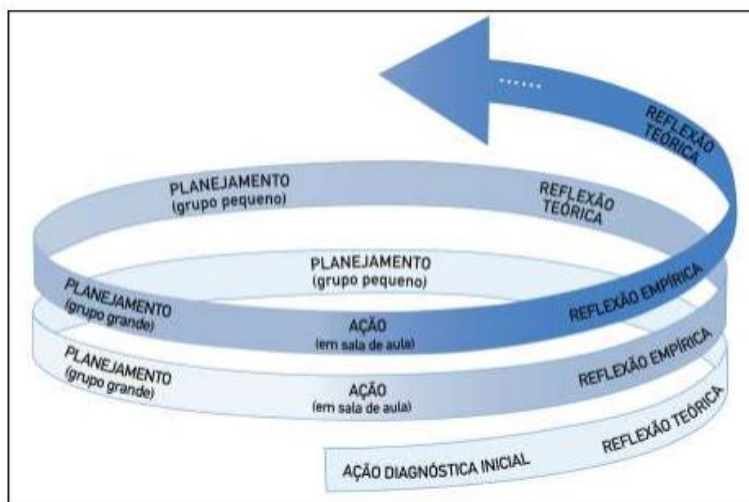 ......
REFLEXÃO
TEÓRICA
PLANEJAMENTO
(grupo pequeno)
REFLEXÃO
TEÓRICA
PLANEJAMENTO
(grupo pequeno)
PLANEJAMENTO
(grupo grande)
AÇÃO
(em sala de aula)
REFLEXÃO EMPÍRICA
PLANEJAMENTO
(grupo grande)
AÇÃO
(em sala de aula)
REFLEXÃO EMPÍRICA
AÇÃO DIAGNÓSTICA INICIAL
REFLEXÃO TEÓRICA